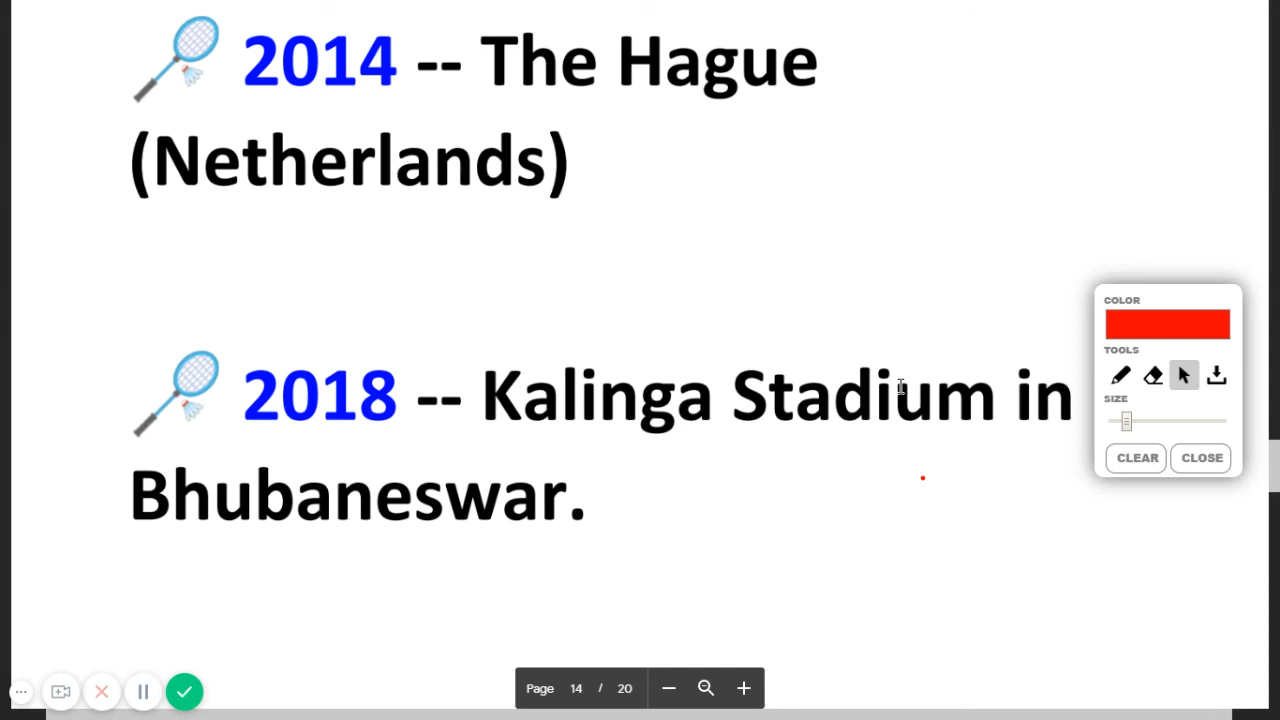 🏸 2014 -- The Hague
(Netherlands)
🏸 2018 -- Kalinga Stadium in
Bhubaneswar.
COLOR
TOOLS
SIZE
CLEAR CLOSE
Page 14 / 20